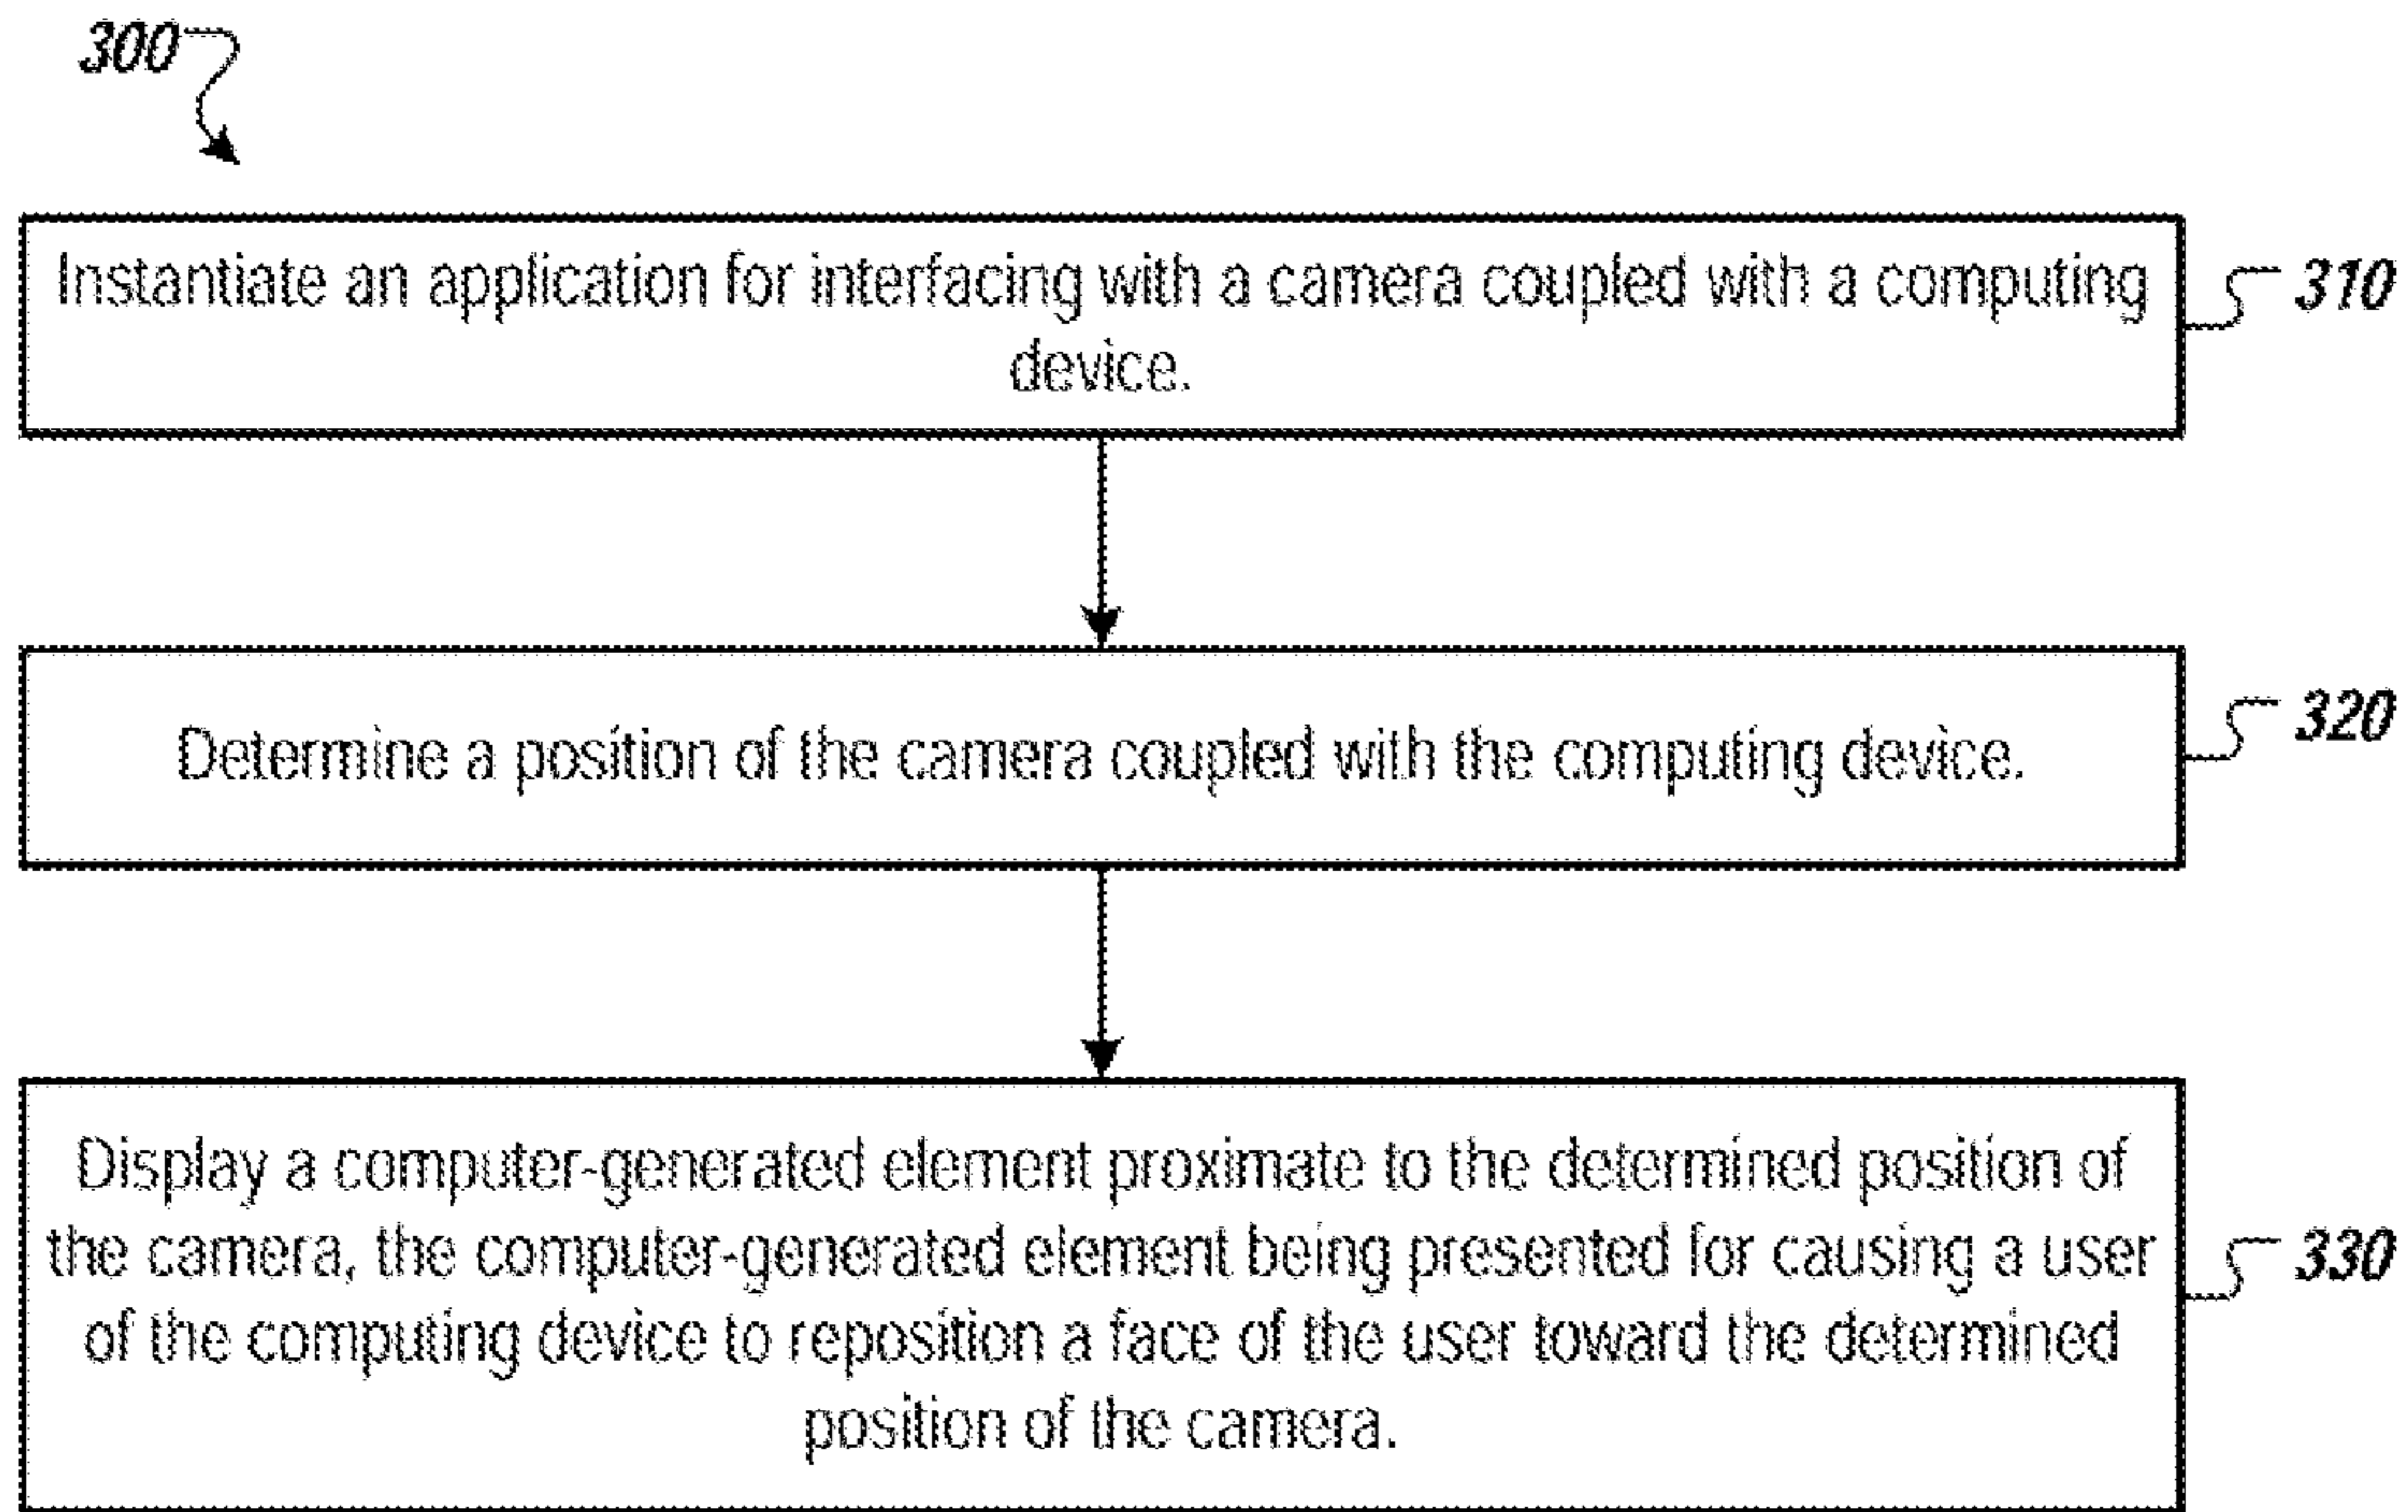 300
Instantiate an application for interfacing with a camera coupled with a computing
device.
310
Determine a position of the camera coupled with the computing device.
320
Display a computer-generated element proximate to the determined position of
the camera, the computer-generated element being presented for causing a user
of the computing device to reposition a face of the user toward the determined
position of the camera.
330